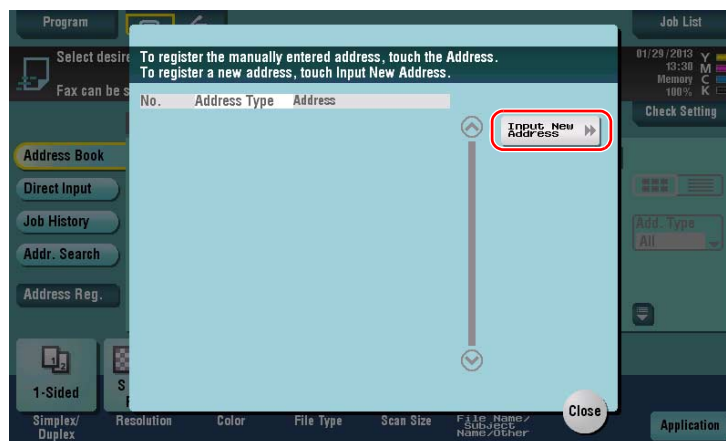 Program
Job List
Select desire
Fax can be s
01/29/2013
13:30
Memory
100%
Y
M
C
K
Check Setting
To register the manually entered address, touch the Address.
To register a new address, touch Input New Address.
No. Address Type Address
Input New
Address
Address Book
Direct Input
Job History
Addr. Search
Address Reg.
Add. Type
All
1-Sided
S
Simplex/
Duplex
Resolution
Color
File Type
Scan Size
File Name/
Subject
Name/Other
Close
Application